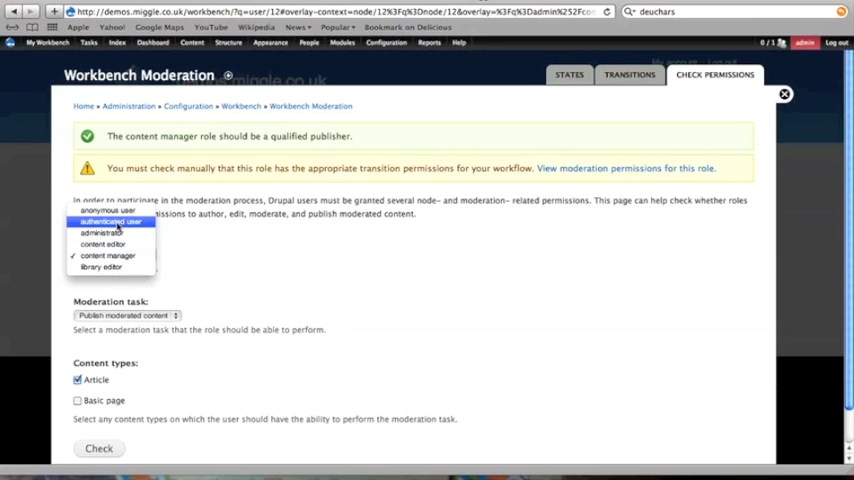 demos.miggle.co.uk/workbench/?q=user/12#overlay-context=node/12%3Fq%3Dnode/12&overlay=%3Fq%3Dadmin%252Fco
deuchars
Apple Yahoo! Google Maps YouTube Wikipedia News Popular Bookmark on Delicious
My Workbench Tasks Index Dashboard Content Structure Appearance People Modules Configuration Reports Help 0 / 1 admin Log out
Workbench Moderation
STATES TRANSITIONS CHECK PERMISSIONS
Home » Administration » Configuration » Workbench » Workbench Moderation
The content manager role should be a qualified publisher.
You must check manually that this role has the appropriate transition permissions for your workflow. View moderation permissions for this role.
In order to participate in the moderation process, Drupal users must be granted several node- and moderation- related permissions. This page can help check whether roles
issions to author, edit, moderate, and publish moderated content.
anonymous user
authenticated user
administrator
content editor
✓ content manager
library editor
Moderation task:
Publish moderated content
Select a moderation task that the role should be able to perform.
Content types:
Article
Basic page
Select any content types on which the user should have the ability to perform the moderation task.
Check